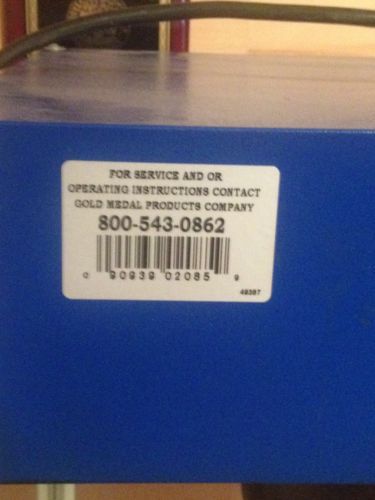 FOR SERVICE AND OR
OPERATING INSTRUCTIONS CONTACT
GOLD MEDAL PRODUCTS COMPANY
800-543-0862
0 90939 02085 9
49397